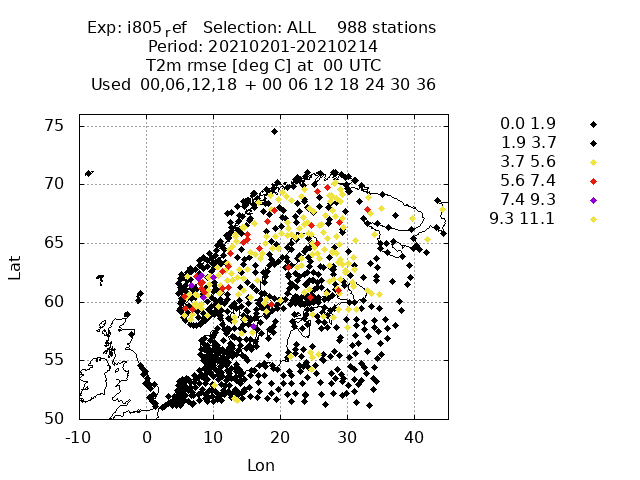 Exp: i805ref Selection: ALL 988 stations
Period: 20210201-20210214
T2m rmse [deg C] at 00 UTC
Used 00,06,12,18 + 00 06 12 18 24 30 36
0.0 1.9
1.9 3.7
3.7 5.6
5.6 7.4
7.4 9.3
9.3 11.1
75
70
65
60
55
50
Lat
-10 0 10 20 30 40
Lon